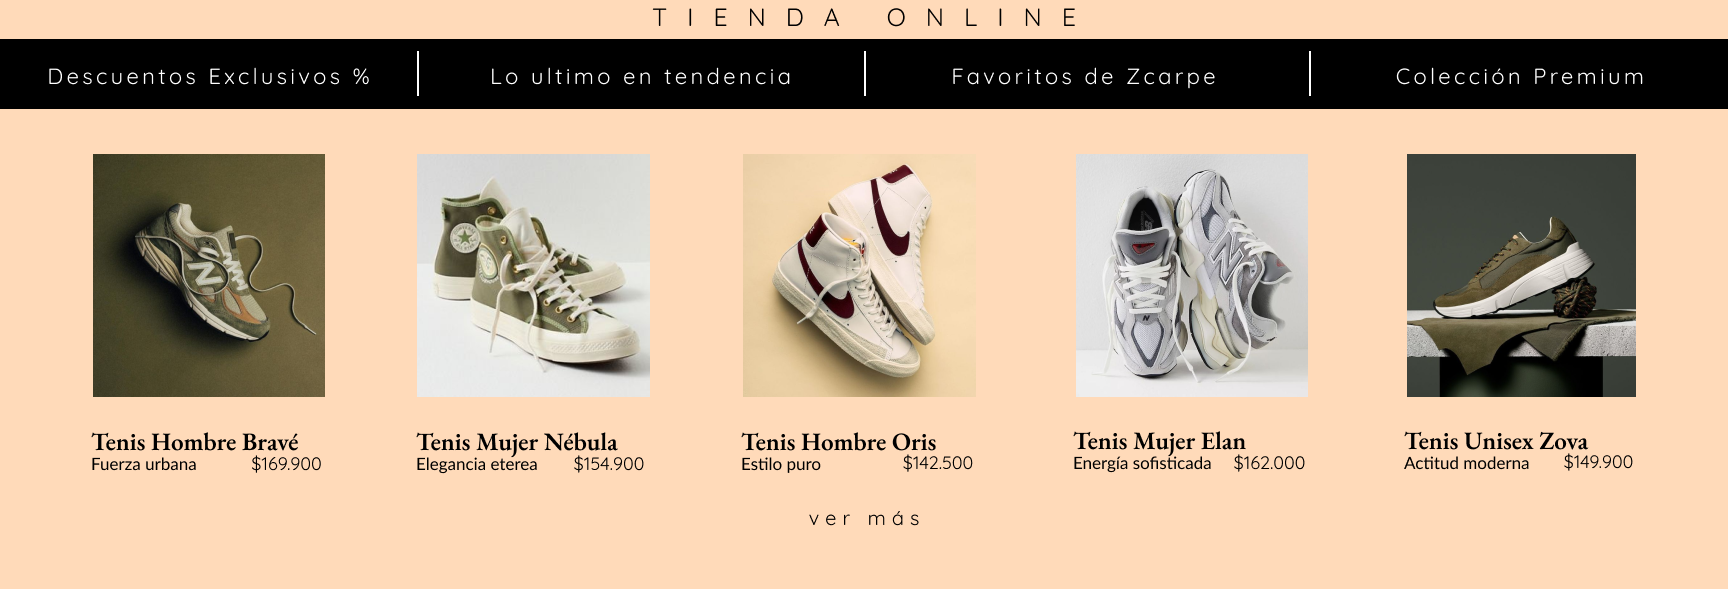 TIENDA ONLINE
Descuentos Exclusivos %
Lo ultimo en tendencia
Favoritos de Zcarpe
Colección Premium
Tenis Hombre Bravé
Fuerza urbana $169.900
Tenis Mujer Nébula
Elegancia eterea $154.900
Tenis Hombre Oris
Estilo puro $142.500
Tenis Mujer Elan
Energía sofisticada $162.000
Tenis Unisex Zova
Actitud moderna $149.900
ver más